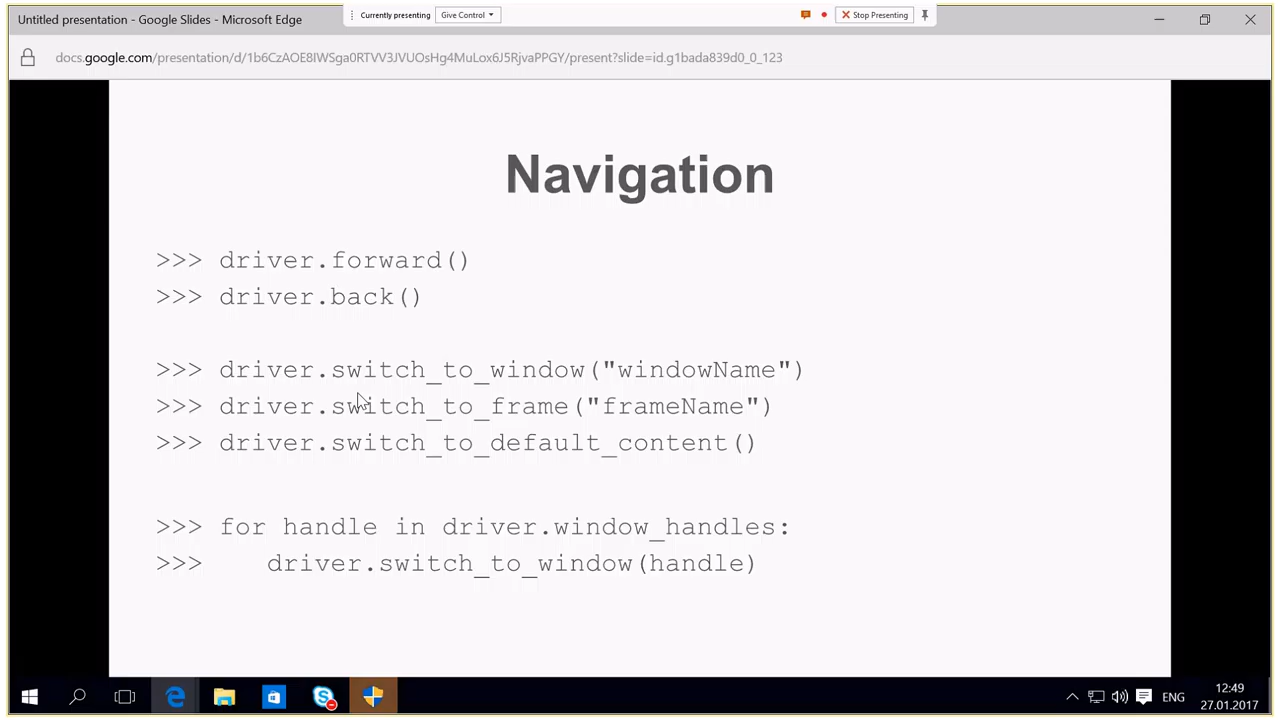 Untitled presentation - Google Slides - Microsoft Edge
Currently presenting
Give Control
Stop Presenting
docs.google.com/presentation/d/1b6CzAOE8IWSga0RTVV3JVUOsHg4MuLox6J5RjvaPPGY/present?slide=id.g1bada839d0_0_123
Navigation
>>> driver.forward()
>>> driver.back()
>>> driver.switch_to_window("windowName")
>>> driver.switch_to_frame("frameName")
>>> driver.switch_to_default_content()
>>> for handle in driver.window_handles:
>>>    driver.switch_to_window(handle)
ENG
12:49
27.01.2017